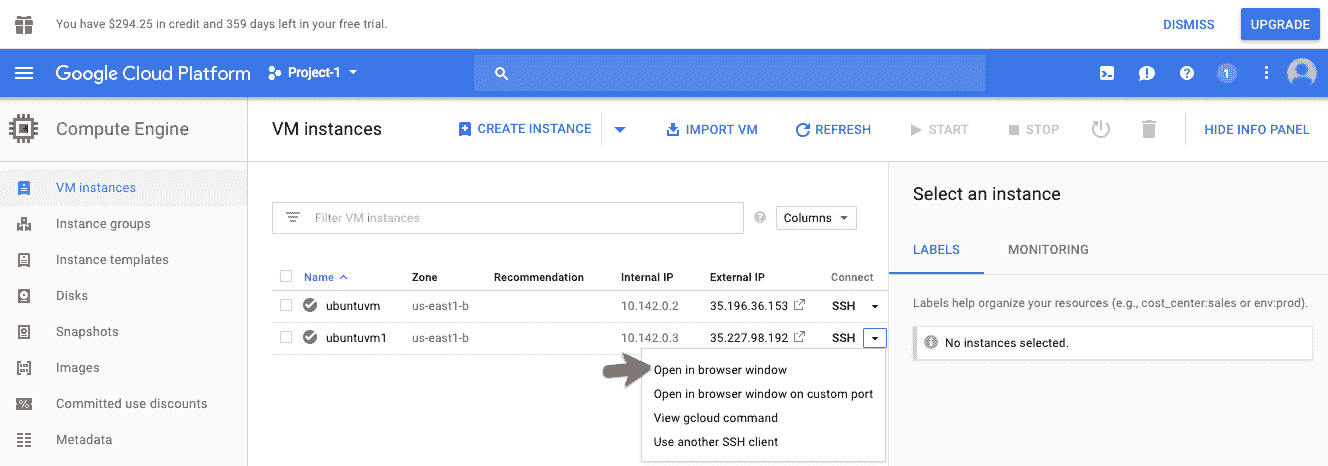 You have $294.25 in credit and 359 days left in your free trial.
DISMISS
UPGRADE
Google Cloud Platform
Project-1
1
Compute Engine
VM instances
CREATE INSTANCE
IMPORT VM
REFRESH
START
STOP
HIDE INFO PANEL
VM instances
Instance groups
Instance templates
Disks
Snapshots
Images
Committed use discounts
Metadata
Filter VM instances
Columns
Name Zone Recommendation Internal IP External IP Connect
ubuntuvm us-east1-b 10.142.0.2 35.196.36.153 SSH
ubuntuvm1 us-east1-b 10.142.0.3 35.227.98.192 SSH
Open in browser window
Open in browser window on custom port
View gcloud command
Use another SSH client
Select an instance
LABELS MONITORING
Labels help organize your resources (e.g., cost_center:sales or env:prod).
No instances selected.